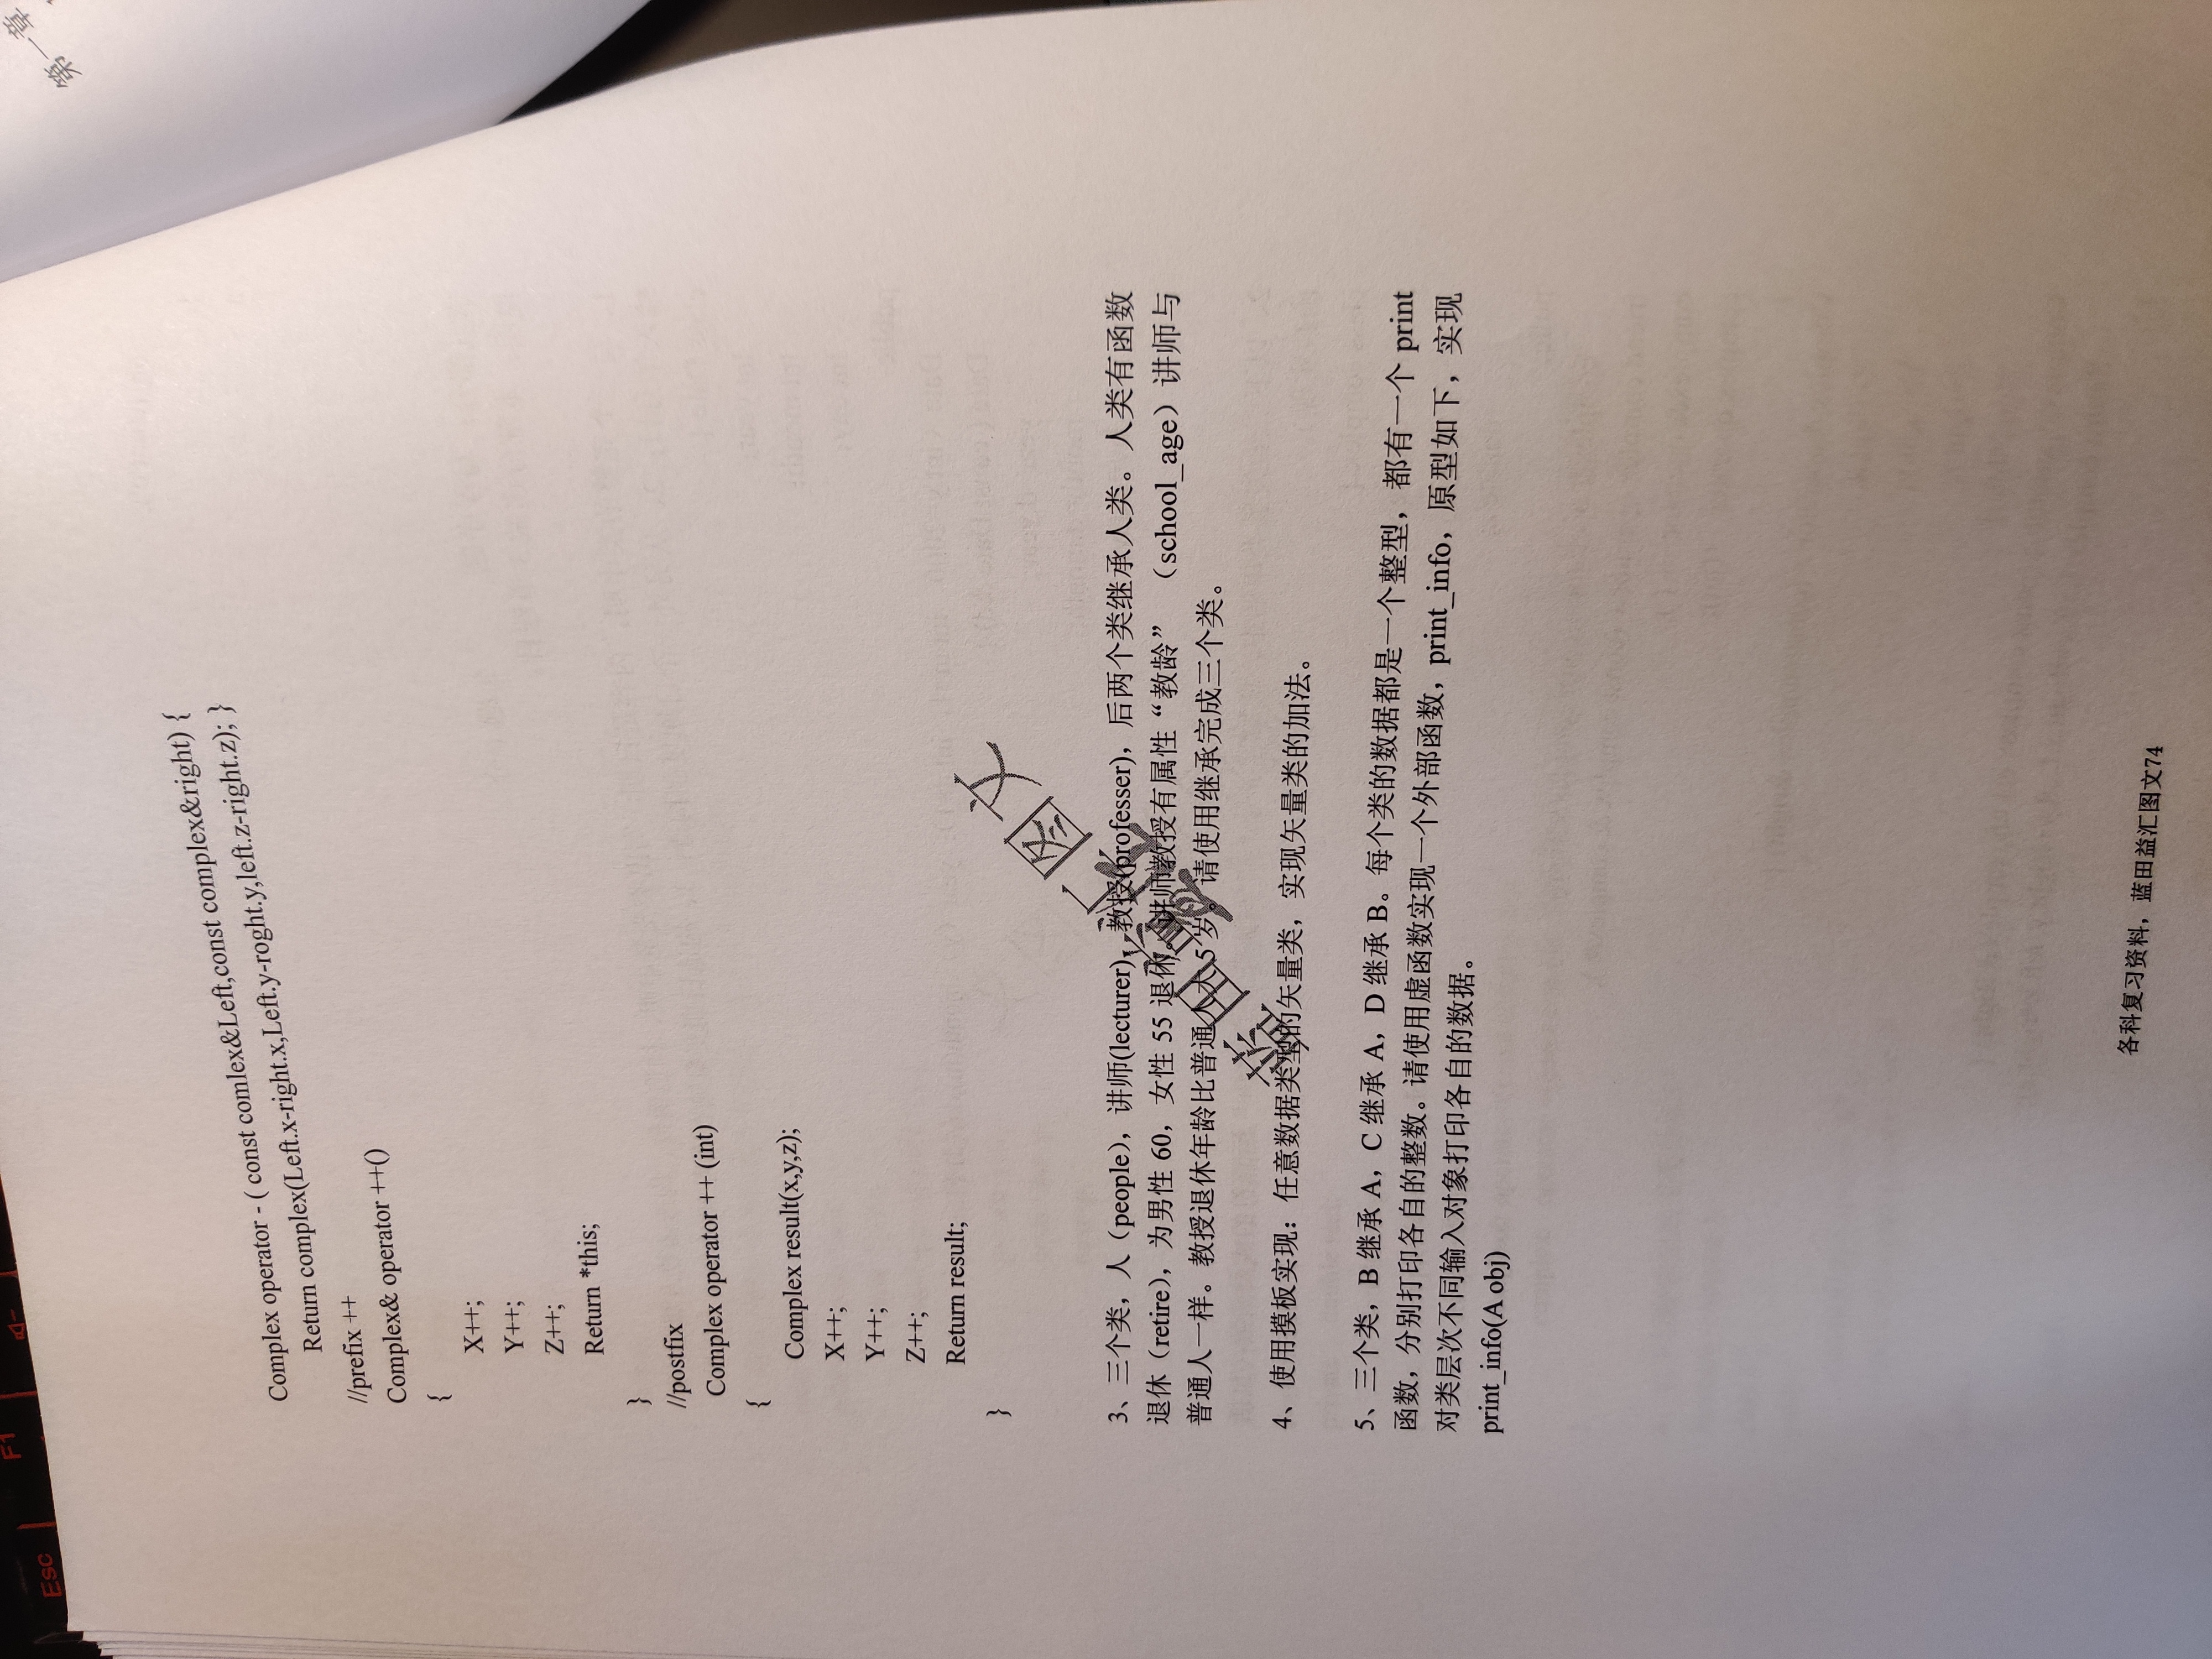 Esc
F1
第一章
Complex operator - ( const comlex&Left,const complex&right) {
Return complex(Left.x-right.x,Left.y-roght.y,left.z-right.z); }
//prefix ++
Complex& operator ++()
{
X++;
Y++;
Z++;
Return *this;
}
//postfix
Complex operator ++ (int)
{
Complex result(x,y,z);
X++;
Y++;
Z++;
Return result;
}
蓝田益汇图文
3、三个类，人（people），讲师(lecturer)，教授(professer)，后两个类继承人类。人类有函数
退休（retire），为男性 60，女性 55 退休。讲师教授有属性“教龄” （school_age）讲师与
普通人一样。教授退休年龄比普通人大 5 岁。请使用继承完成三个类。
4、使用摸板实现：任意数据类型的矢量类，实现矢量类的加法。
5、三个类，B 继承 A，C 继承 A，D 继承 B。每个类的数据都是一个整型，都有一个 print
函数，分别打印各自的整数。请使用虚函数实现一个外部函数，print_info，原型如下，实现
对类层次不同输入对象打印各自的数据。
print_info(A obj)
各科复习资料，蓝田益汇图文74